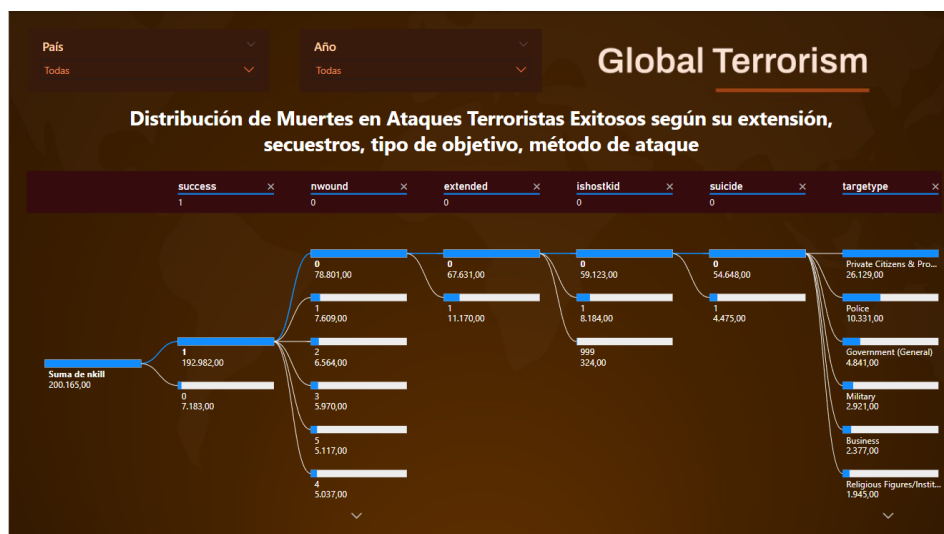 País
Todas
Año
Todas
Global Terrorism
Distribución de Muertes en Ataques Terroristas Exitosos según su extensión,
secuestros, tipo de objetivo, método de ataque
success
1
nwound
0
extended
0
ishostkid
0
suicide
0
targetype
Suma de nkill
200.165,00
1
192.982,00
0
7.183,00
0
78.801,00
1
7.609,00
2
6.564,00
3
5.970,00
5
5.117,00
4
5.037,00
0
67.631,00
1
11.170,00
0
59.123,00
1
8.184,00
999
324,00
0
54.648,00
1
4.475,00
Private Citizens & Pro...
26.129,00
Police
10.331,00
Government (General)
4.841,00
Military
2.921,00
Business
2.377,00
Religious Figures/Instit...
1.945,00